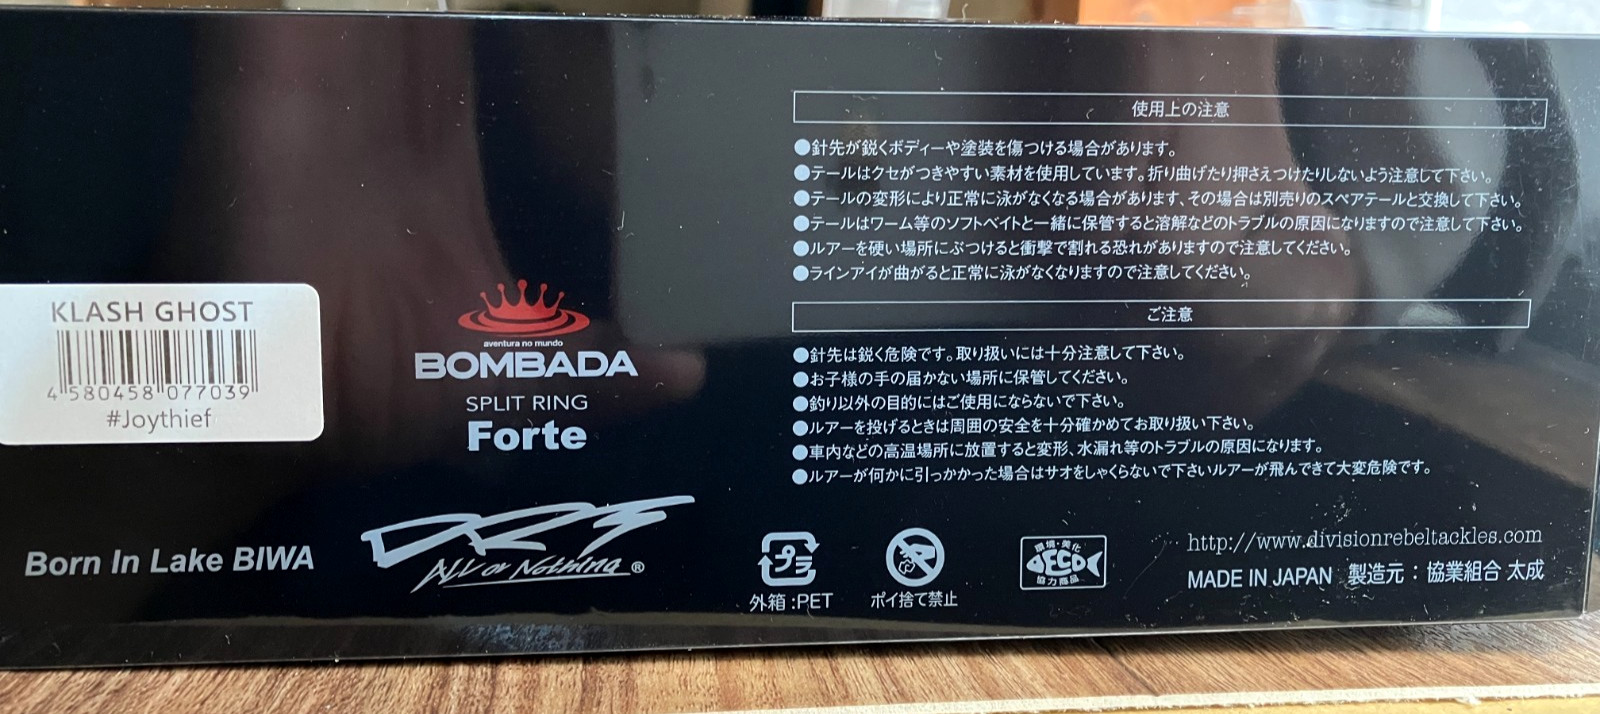 使用上の注意
●針先が鋭くボディーや塗装を傷つける場合があります。
●テールはクセがつきやすい素材を使用しています。折り曲げたり押さえつけたりしないよう注意して下さい。
●テールの変形により正常に泳がなくなる場合があります、その場合は別売りのスペアテールと交換して下さい。
●テールはワーム等のソフトベイトと一緒に保管すると溶解などのトラブルの原因になりますので注意して下さい。
●ルアーを硬い場所にぶつけると衝撃で割れる恐れがありますので注意してください。
●ラインアイが曲がると正常に泳がなくなりますので注意してください。
ご注意
●針先は鋭く危険です。取り扱いには十分注意して下さい。
●お子様の手の届かない場所に保管してください。
●釣り以外の目的にはご使用にならないで下さい。
●ルアーを投げるときは周囲の安全を十分確かめてお取り扱い下さい。
●車内などの高温場所に放置すると変形、水漏れ等のトラブルの原因になります。
●ルアーが何かに引っかかった場合はサオをしゃくらないで下さいルアーが飛んできて大変危険です。
KLASH GHOST
4 580458 077039
#Joythief
aventura no mundo
BOMBADA
SPLIT RING
Forte
Born In Lake BIWA
DRT
All or Nothing ®
プラ
外箱:PET
ポイ捨て禁止
環境・美化
ECO
協力商品
http://www.divisionrebeltackles.com
MADE IN JAPAN 製造元：協業組合 太成